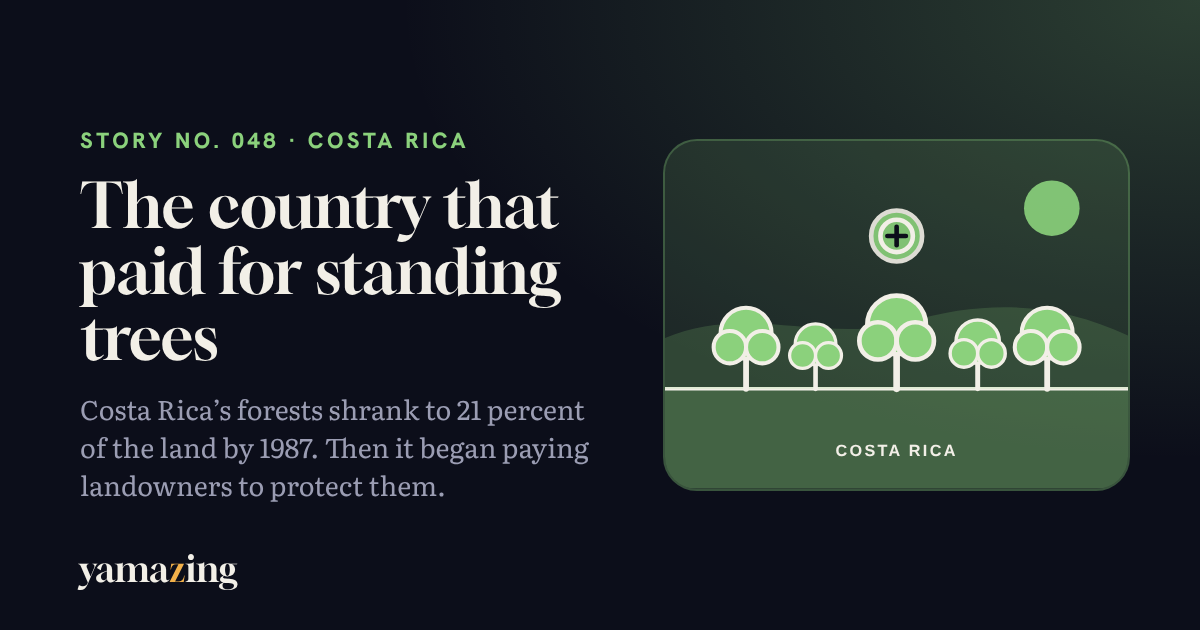 STORY NO. 048 · COSTA RICA
The country that
paid for standing
trees
Costa Rica’s forests shrank to 21 percent
of the land by 1987. Then it began paying
landowners to protect them.
COSTA RICA
yamazing